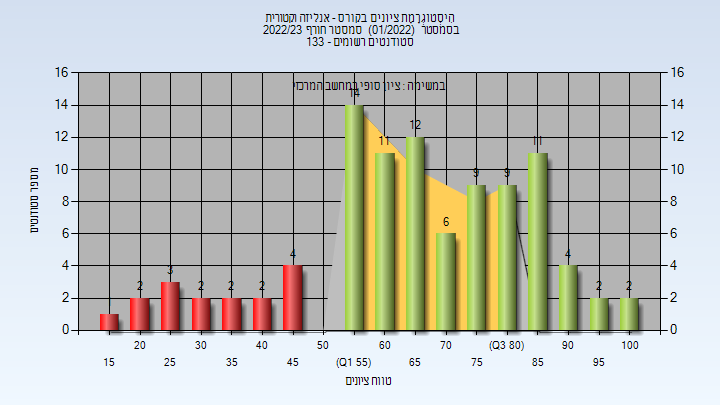 היסטוגרמת ציונים בקורס - אנליזה וקטורית
בסמסטר (01/2022) סמסטר חורף 2022/23
133 - סטודנטים רשומים
במשימה : ציון סופי במחשב המרכזי
מספר סטודנטים
16 16
14 14
12 12
10 10
8 8
6 6
4 4
2 2
0 0
1 2 3 2 2 2 4 14 11 12 6 9 9 11 4 2 2
20 30 40 50 60 70 (Q3 80) 90 100
15 25 35 45 (Q1 55) 65 75 85 95
טווח ציונים